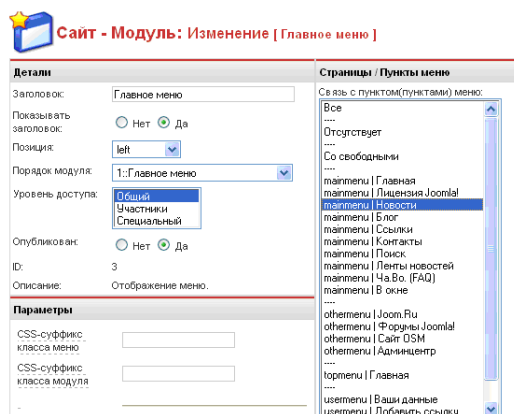 Сайт - Модуль: Изменение [ Главное меню ]
Детали
Заголовок: Главное меню
Показывать
заголовок: Нет Да
Позиция: left
Порядок модуля: 1::Главное меню
Уровень доступа: Общий
Участники
Специальный
Опубликован: Нет Да
ID: 3
Описание: Отображение меню.
Параметры
CSS-суффикс
класса меню
CSS-суффикс
класса модуля
Страницы / Пункты меню
Связь с пунктом(пунктами) меню:
Все
----
Отсутствует
----
Со свободными
----
mainmenu | Главная
mainmenu | Лицензия Joomla!
mainmenu | Новости
mainmenu | Блог
mainmenu | Ссылки
mainmenu | Контакты
mainmenu | Поиск
mainmenu | Ленты новостей
mainmenu | Ча.Во. (FAQ)
mainmenu | В окне
----
othermenu | Joom.Ru
othermenu | Форумы Joomla!
othermenu | Сайт OSM
othermenu | Админцентр
----
topmenu | Главная
----
usermenu | Ваши данные
usermenu | Добавить ссылку